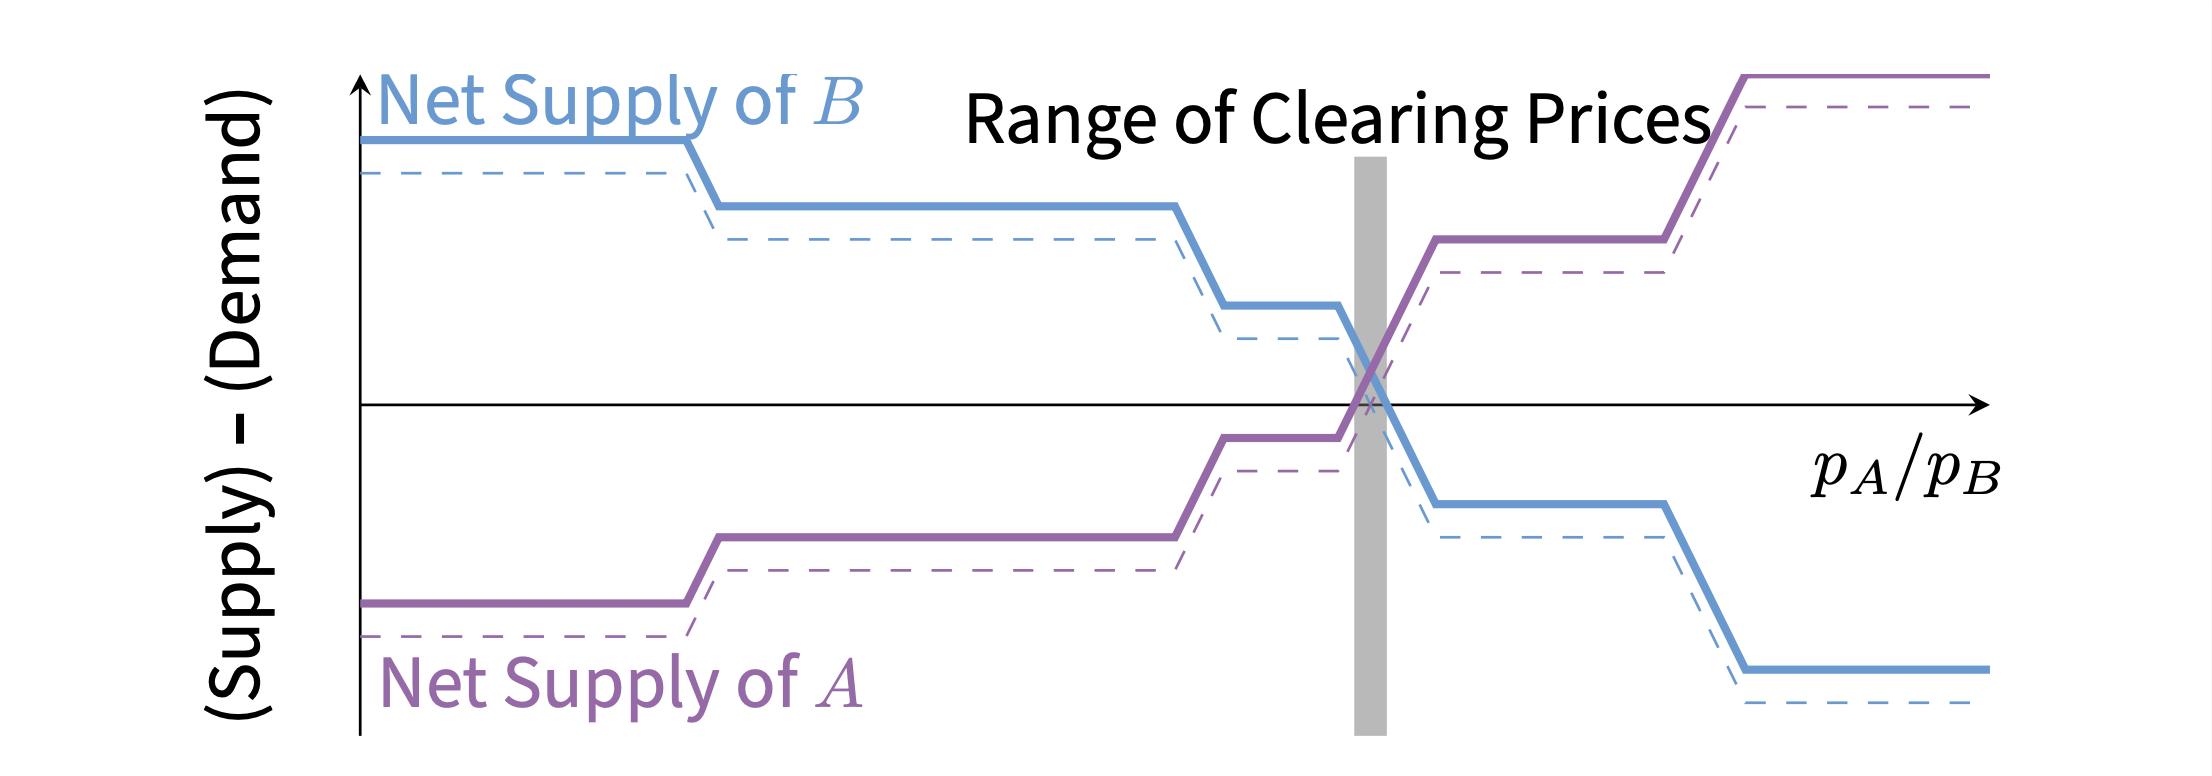 Net Supply of B
Range of Clearing Prices
(Supply) – (Demand)
p_A/p_B
Net Supply of A